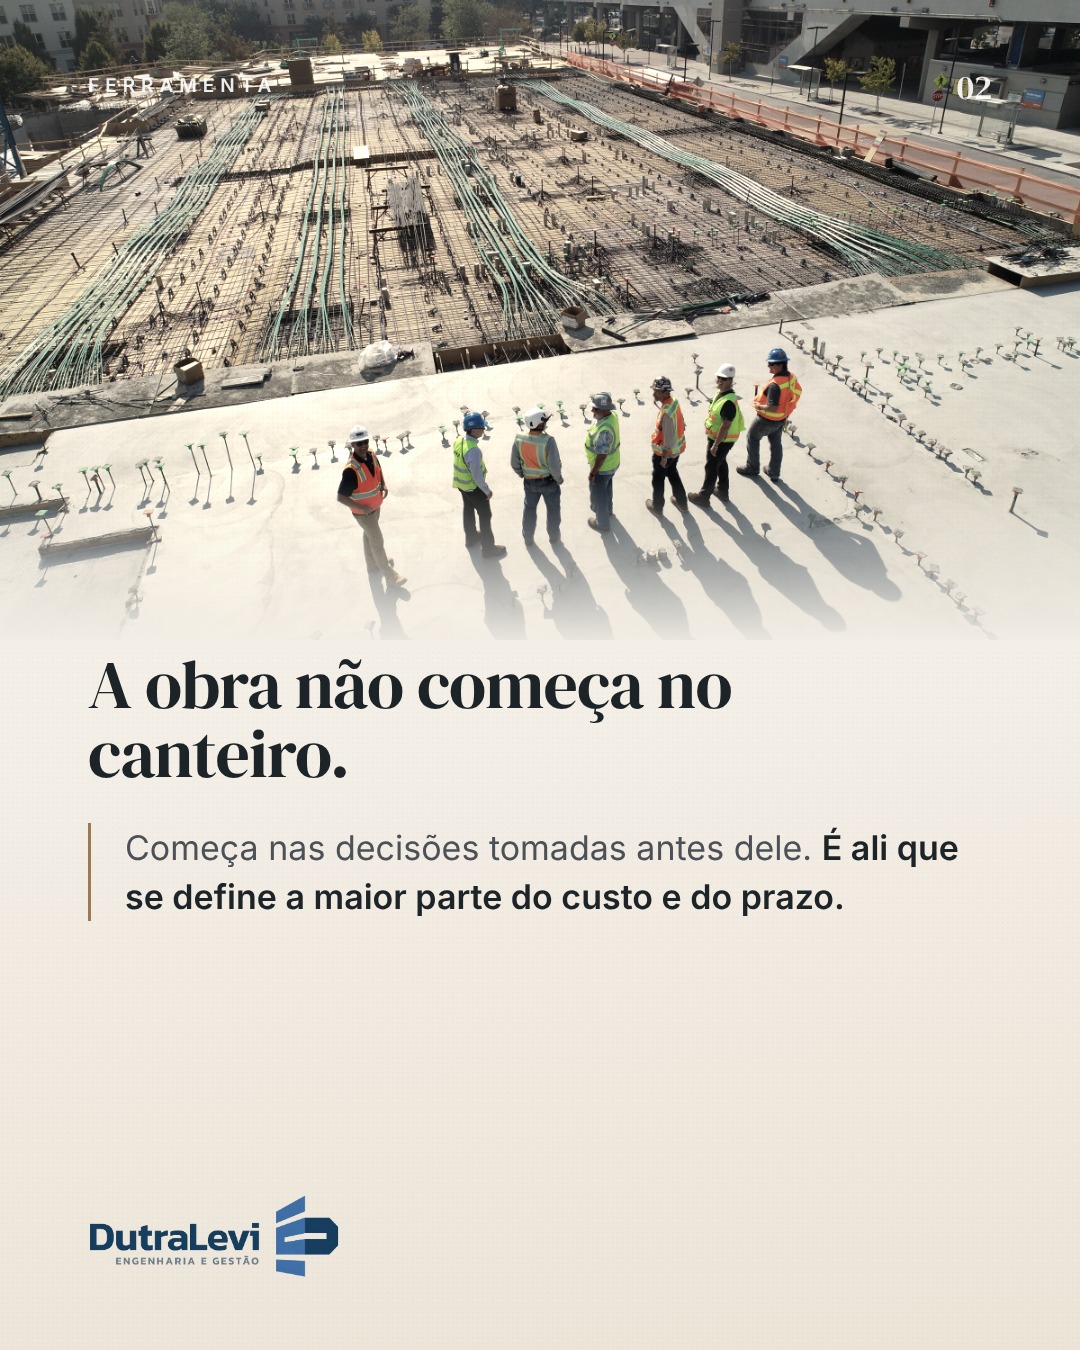 FERRAMENTA
02
A obra não começa no
canteiro.
Começa nas decisões tomadas antes dele. É ali que
se define a maior parte do custo e do prazo.
DutraLevi
ENGENHARIA E GESTÃO